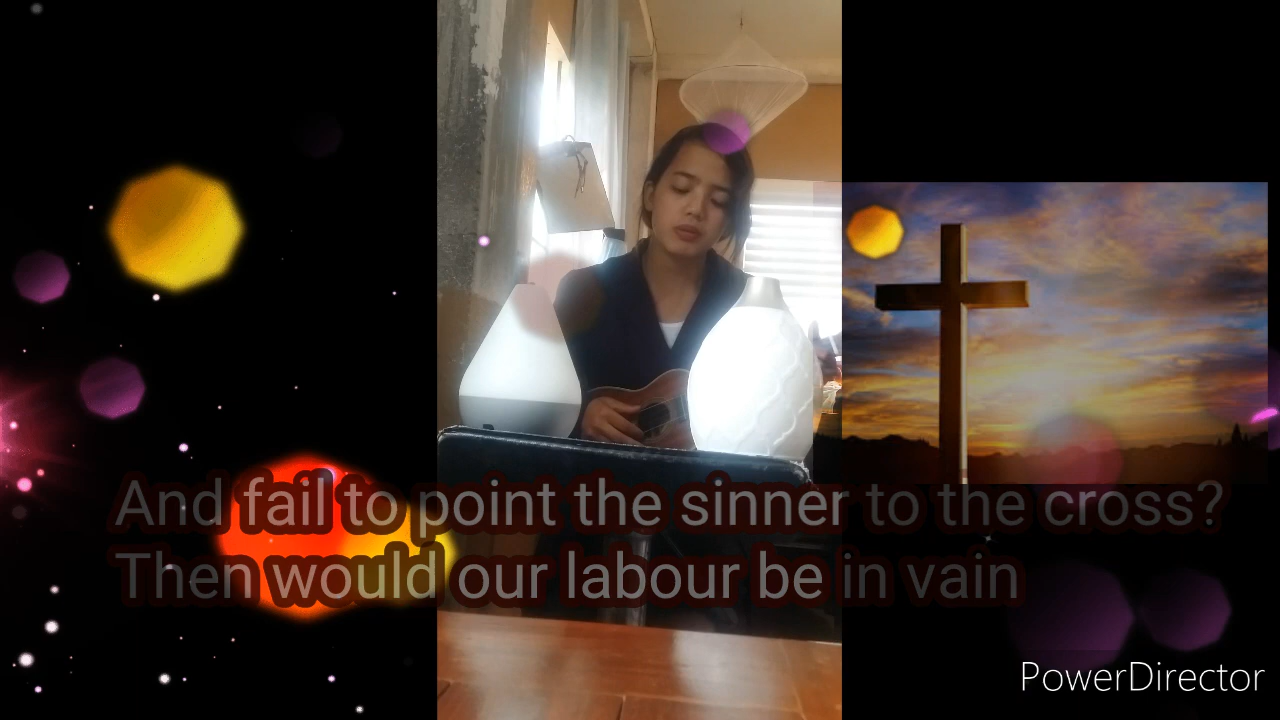 And fail to point the sinner to the cross?
Then would our labour be in vain
PowerDirector